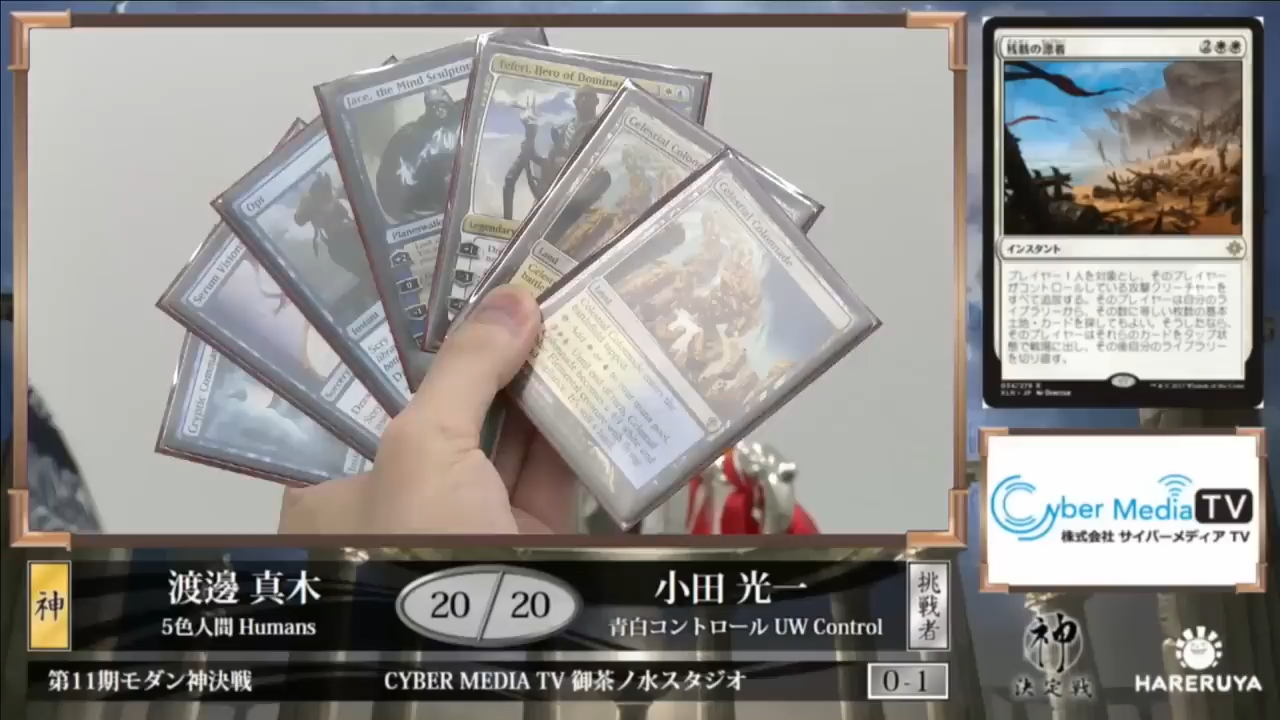 Jace, the Mind Sculptor
Teferi, Hero of Domina
Opt
Serum Vision
Cryptic Comman
Celestial Colonn
Celestial Colonnade
Planeswalk
Legendary
Instant
Land
Land
残骸の漂着
インスタント
プレイヤー1人を対象とし、そのプレイヤー
がコントロールしている攻撃クリーチャーを
すべて追放する。そのプレイヤーは自分のラ
イブラリーから、その数に等しい枚数の基本
土地・カードを探してもよい。そうしたなら、
そのプレイヤーはそれらのカードをタップ状
態で戦場に出し、その後自分のライブラリー
を切り直す。
Cyber Media TV
株式会社 サイバーメディア TV
神
渡邊 真木
5色人間 Humans
20 / 20
小田 光一
青白コントロール UW Control
挑戦者
第11期モダン神決戦
CYBER MEDIA TV 御茶ノ水スタジオ
0-1
神
決定戦
HARERUYA